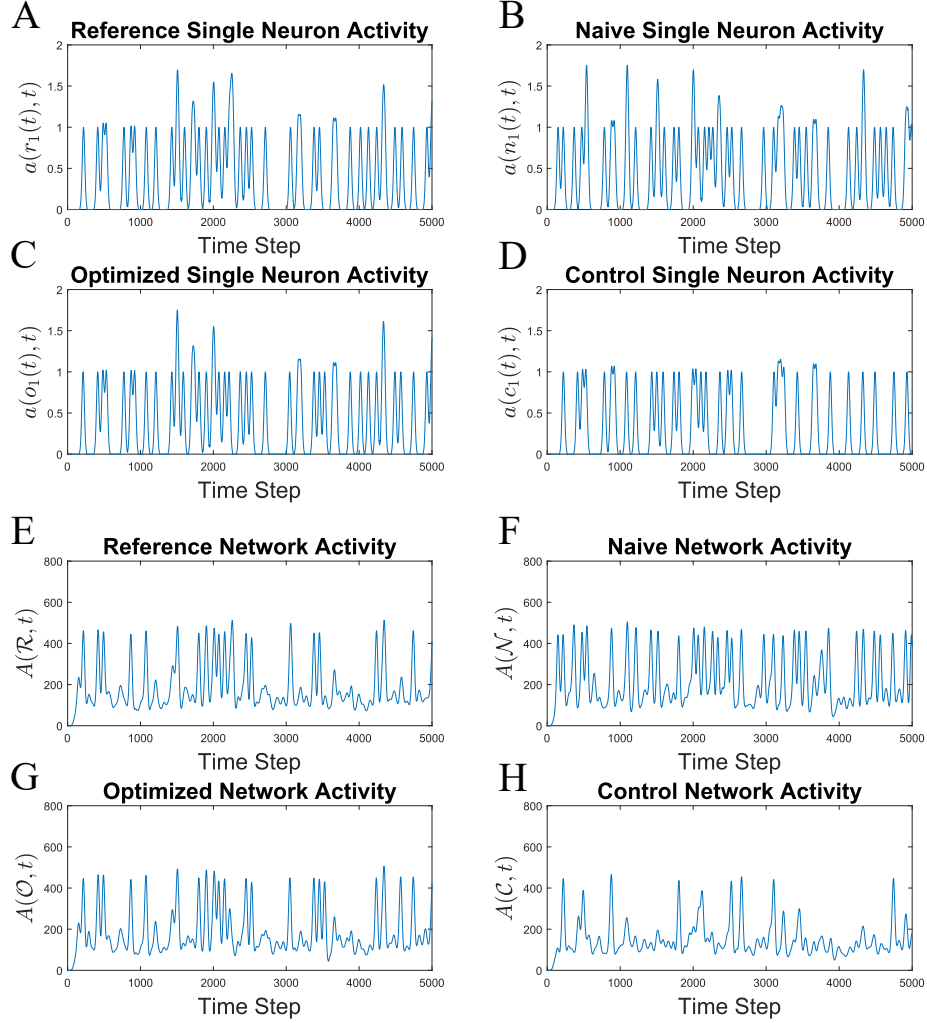 A
Reference Single Neuron Activity
2
1.5
1
0.5
0
a(r₁(t), t)
0 1000 2000 3000 4000 5000
Time Step
B
Naive Single Neuron Activity
2
1.5
1
0.5
0
a(n₁(t), t)
0 1000 2000 3000 4000 5000
Time Step
C
Optimized Single Neuron Activity
2
1.5
1
0.5
0
a(o₁(t), t)
0 1000 2000 3000 4000 5000
Time Step
D
Control Single Neuron Activity
2
1.5
1
0.5
0
a(c₁(t), t)
0 1000 2000 3000 4000 5000
Time Step
E
Reference Network Activity
800
600
400
200
0
A(ℛ, t)
0 1000 2000 3000 4000 5000
Time Step
F
Naive Network Activity
800
600
400
200
0
A(𝒩, t)
0 1000 2000 3000 4000 5000
Time Step
G
Optimized Network Activity
800
600
400
200
0
A(𝒪, t)
0 1000 2000 3000 4000 5000
Time Step
H
Control Network Activity
800
600
400
200
0
A(𝒞, t)
0 1000 2000 3000 4000 5000
Time Step